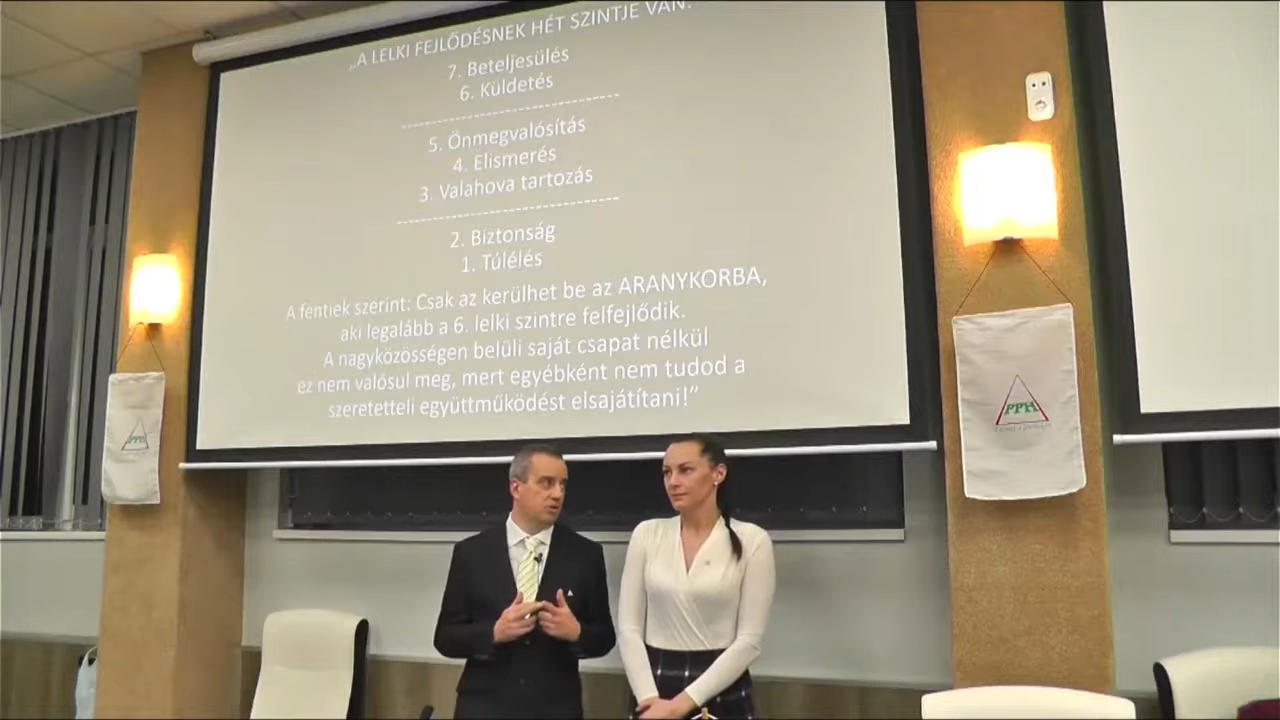 „A LELKI FEJLŐDÉSNEK HÉT SZINTJE VAN:
7. Beteljesülés
6. Küldetés
--------------------------------
5. Önmegvalósítás
4. Elismerés
3. Valahova tartozás
--------------------------------
2. Biztonság
1. Túlélés
A fentiek szerint: Csak az kerülhet be az ARANYKORBA,
aki legalább a 6. lelki szintre felfejlődik.
A nagyközösségen belüli saját csapat nélkül
ez nem valósul meg, mert egyébként nem tudod a
szeretetteli együttműködést elsajátítani!”
PPH
PPH